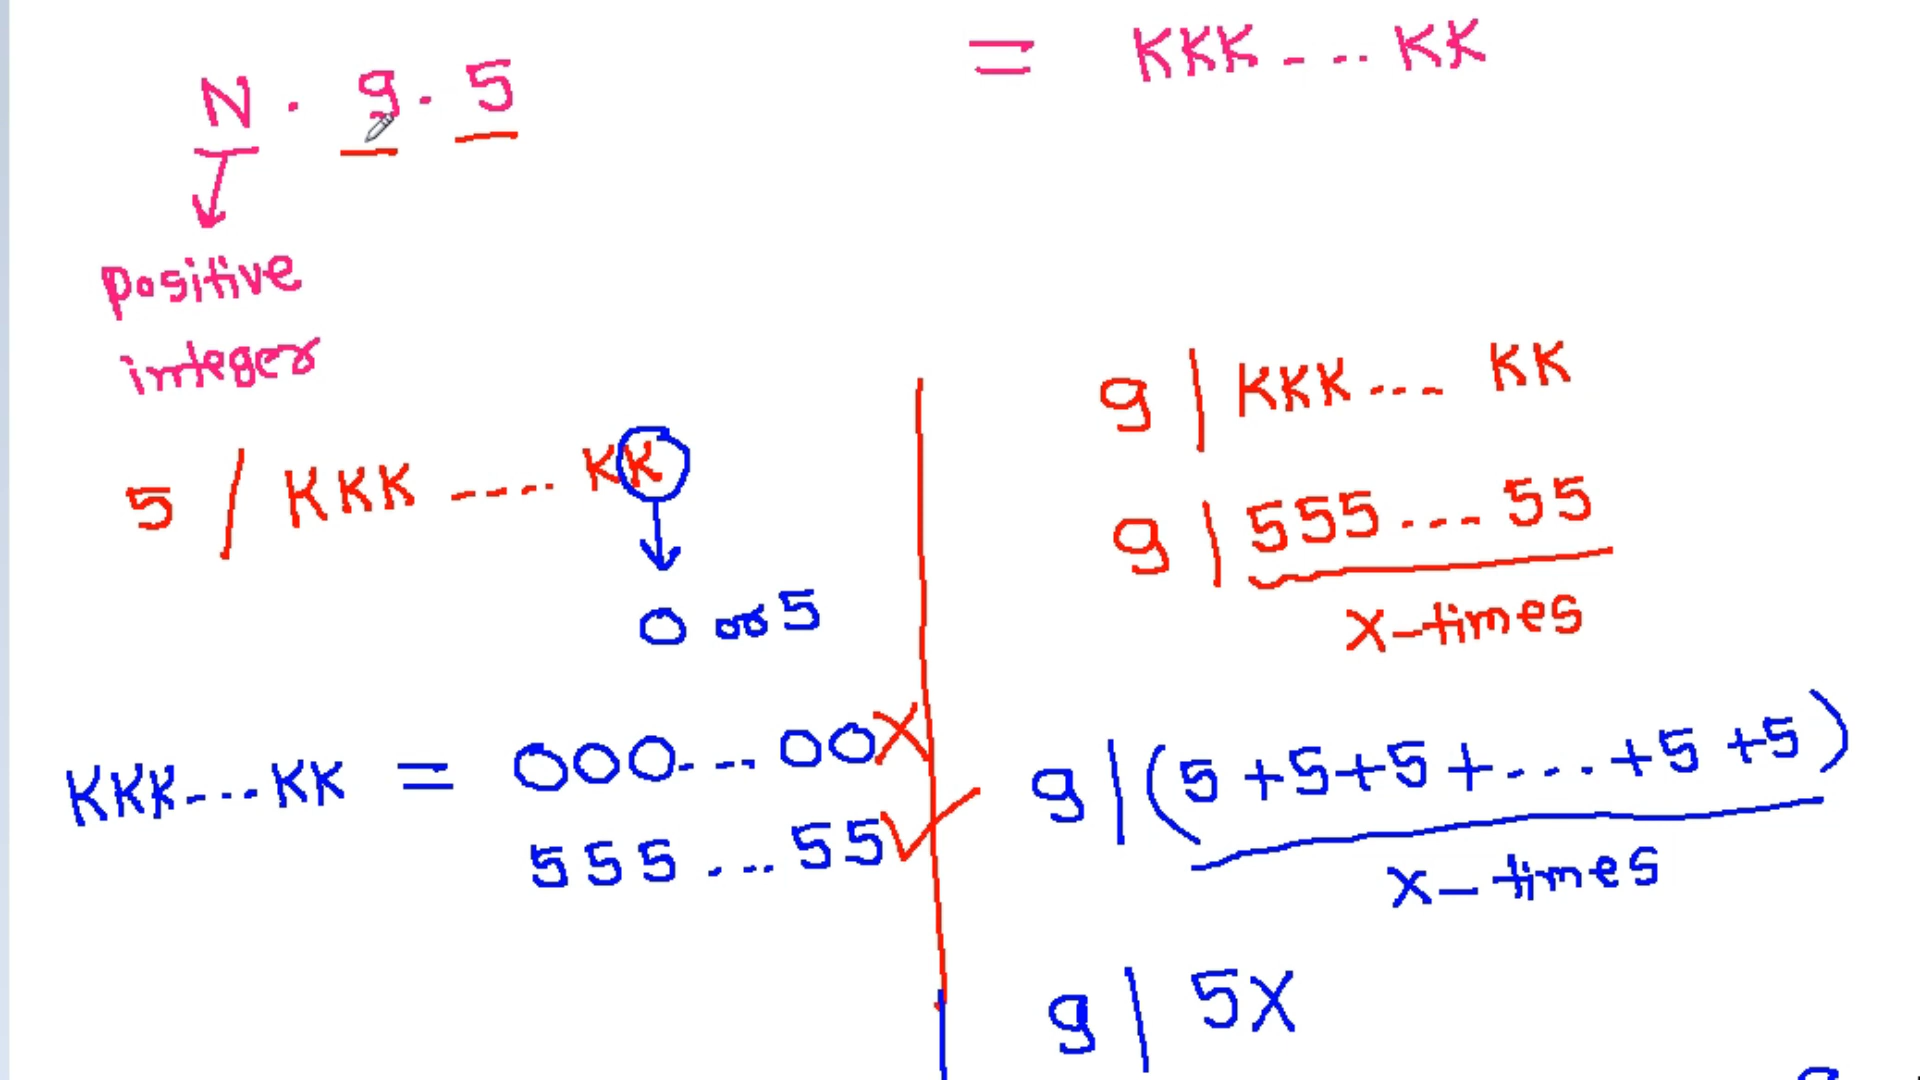 N . 9 . 5 = KKK - - .. KK
positive
integer
5 / KKK ---.. KK
0 or 5
KKK...KK = 000...00X
555...55✓
9 | KKK... KK
9 | 555...55
X-times
9 | (5+5+5+....+5+5)
X-times
9 | 5X